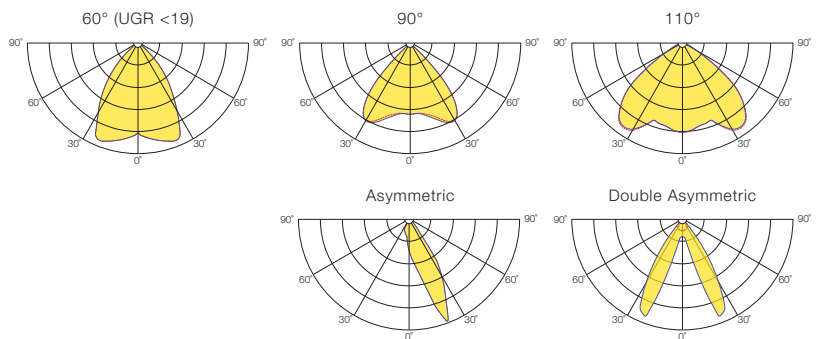 60° (UGR <19) 90° 110°
90° 90° 90° 90° 90° 90°
60° 60° 60° 60° 60° 60°
30° 30° 30° 30° 30° 30°
0° 0° 0°
Asymmetric Double Asymmetric
90° 90° 90° 90°
60° 60° 60° 60°
30° 30° 30° 30°
0° 0°